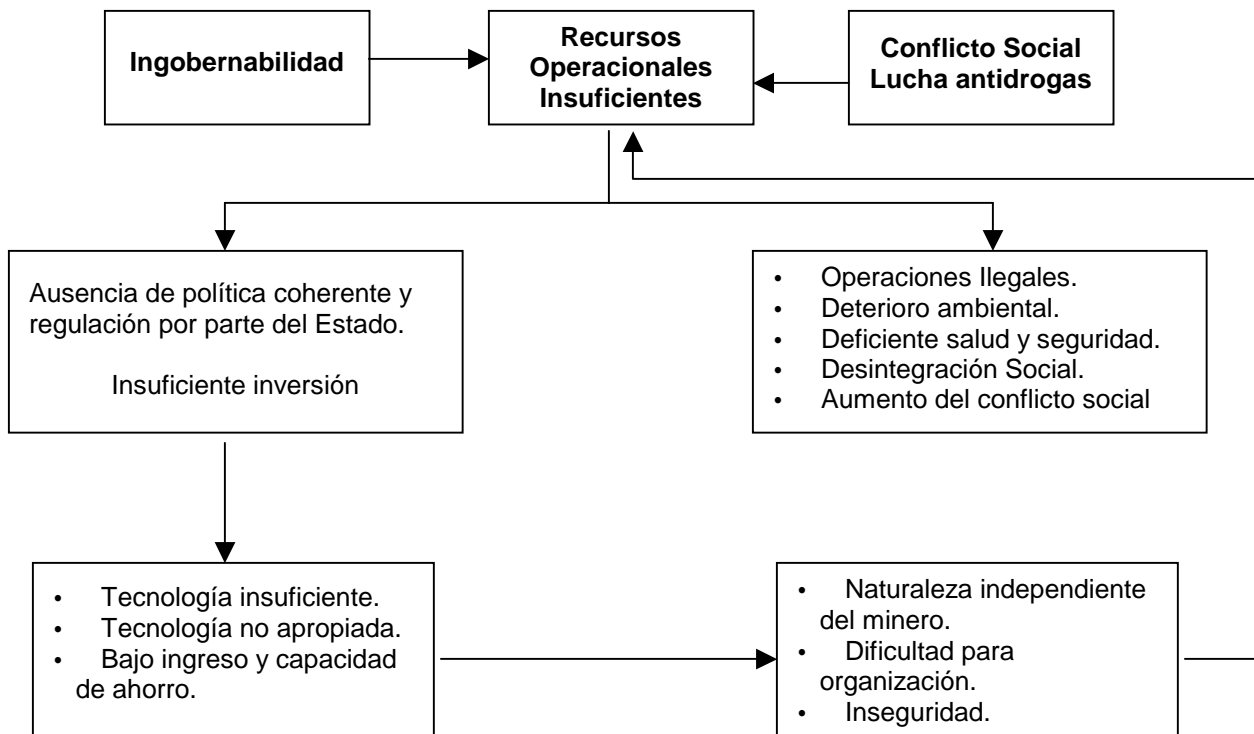 Ingobernabilidad
Recursos
Operacionales
Insuficientes
Conflicto Social
Lucha antidrogas
Ausencia de política coherente y
regulación por parte del Estado.
Insuficiente inversión
• Operaciones Ilegales.
• Deterioro ambiental.
• Deficiente salud y seguridad.
• Desintegración Social.
• Aumento del conflicto social
• Tecnología insuficiente.
• Tecnología no apropiada.
• Bajo ingreso y capacidad
de ahorro.
• Naturaleza independiente
del minero.
• Dificultad para
organización.
• Inseguridad.